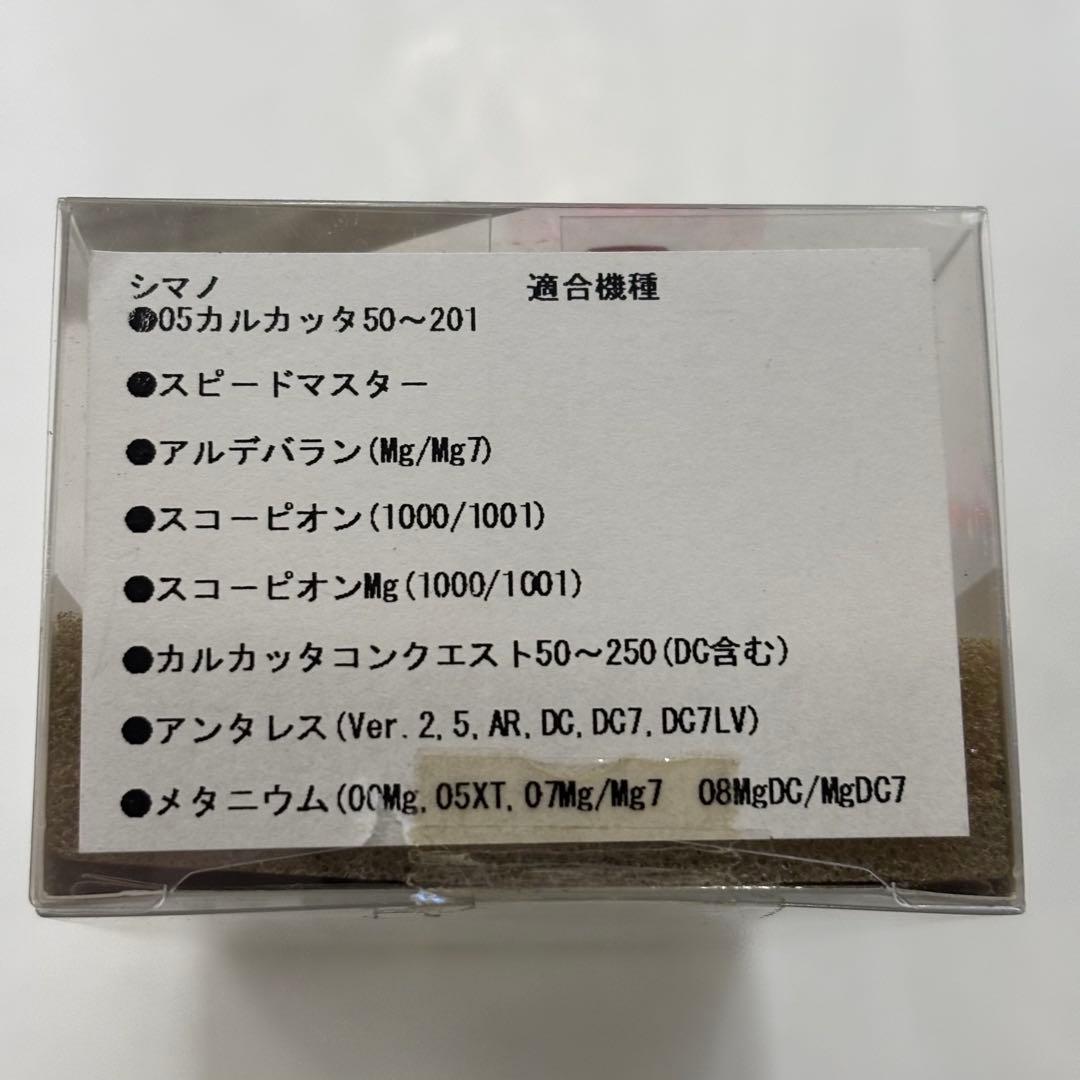 シマノ 適合機種
●05カルカッタ50～201
●スピードマスター
●アルデバラン(Mg/Mg7)
●スコーピオン(1000/1001)
●スコーピオンMg(1000/1001)
●カルカッタコンクエスト50～250(DC含む)
●アンタレス(Ver.2,5,AR,DC,DC7,DC7LV)
●メタニウム(00Mg,05XT,07Mg/Mg7 08MgDC/MgDC7